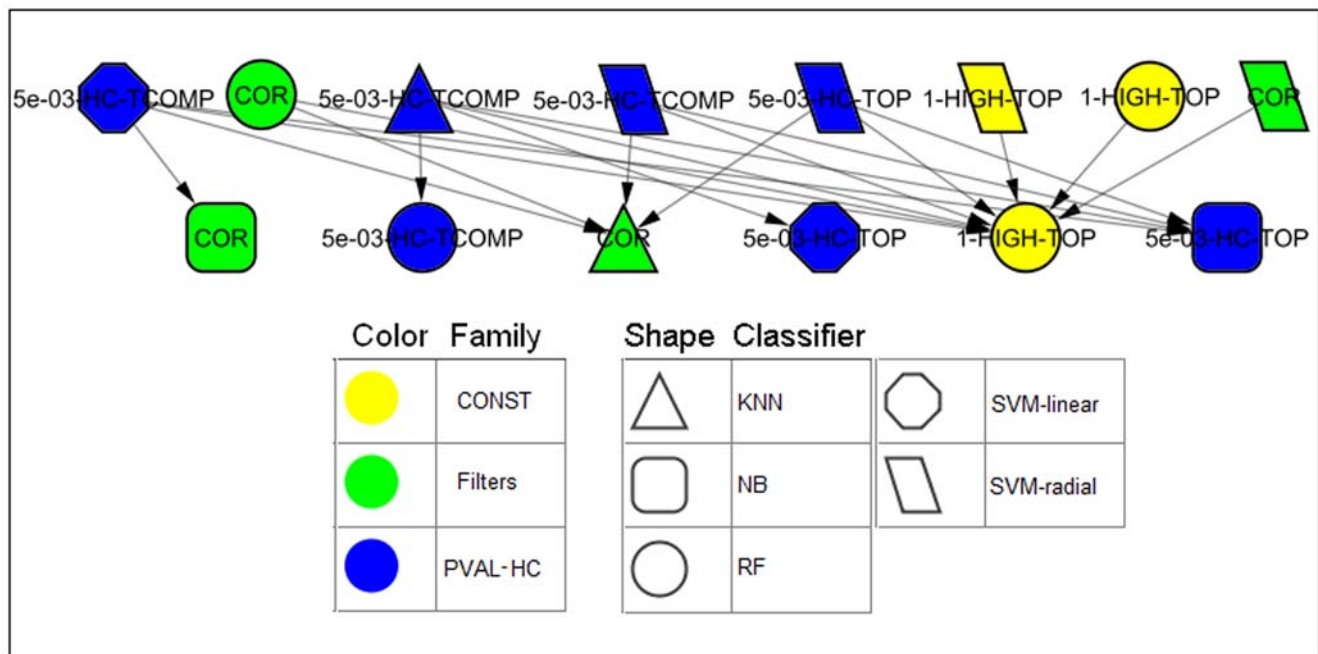 5e-03-HC-TCOMP COR 5e-03-HC-TCOMP 5e-03-HC-TCOMP 5e-03-HC-TOP 1-HIGH-TOP 1-HIGH-TOP COR
COR 5e-03-HC-TCOMP COR 5e-03-HC-TOP 1-HIGH-TOP 5e-03-HC-TOP
Color Family Shape Classifier
CONST KNN SVM-linear
Filters NB SVM-radial
PVAL-HC RF